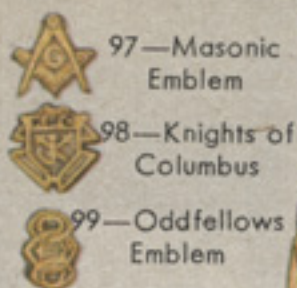 97—Masonic
Emblem
98—Knights of
Columbus
99—Oddfellows
Emblem